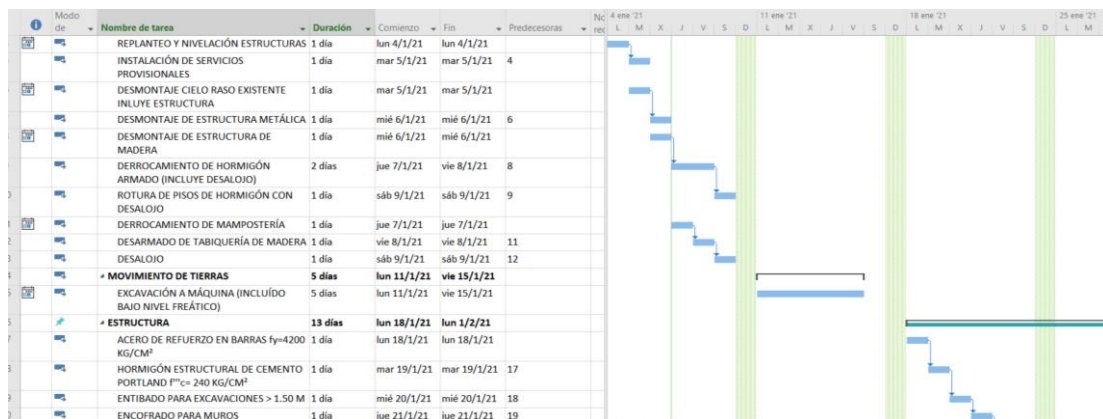 Modo de
Nombre de tarea
Duración
Comienzo
Fin
Predecesoras
4 ene '21
11 ene '21
18 ene '21
25 ene '21
L M X J V S D L M X J V S D L M X J V S D L M
REPLANTEO Y NIVELACIÓN ESTRUCTURAS 1 día lun 4/1/21 lun 4/1/21
INSTALACIÓN DE SERVICIOS 1 día mar 5/1/21 mar 5/1/21 4
PROVISIONALES
DESMONTAJE CIELO RASO EXISTENTE 1 día mar 5/1/21 mar 5/1/21
INLUYE ESTRUCTURA
DESMONTAJE DE ESTRUCTURA METÁLICA 1 día mié 6/1/21 mié 6/1/21 6
DESMONTAJE DE ESTRUCTURA DE 1 día mié 6/1/21 mié 6/1/21
MADERA
DERROCAMIENTO DE HORMIGÓN 2 días jue 7/1/21 vie 8/1/21 8
ARMADO (INCLUYE DESALOJO)
ROTURA DE PISOS DE HORMIGÓN CON 1 día sáb 9/1/21 sáb 9/1/21 9
DESALOJO
DERROCAMIENTO DE MAMPOSTERÍA 1 día jue 7/1/21 jue 7/1/21
DESARMADO DE TABIQUERÍA DE MADERA 1 día vie 8/1/21 vie 8/1/21 11
DESALOJO 1 día sáb 9/1/21 sáb 9/1/21 12
MOVIMIENTO DE TIERRAS 5 días lun 11/1/21 vie 15/1/21
EXCAVACIÓN A MÁQUINA (INCLUÍDO 5 días lun 11/1/21 vie 15/1/21
BAJO NIVEL FREÁTICO)
ESTRUCTURA 13 días lun 18/1/21 lun 1/2/21
ACERO DE REFUERZO EN BARRAS fy=4200 1 día lun 18/1/21 lun 18/1/21
KG/CM²
HORMIGÓN ESTRUCTURAL DE CEMENTO 1 día mar 19/1/21 mar 19/1/21 17
PORTLAND f'"c= 240 KG/CM²
ENTIBADO PARA EXCAVACIONES > 1.50 M 1 día mié 20/1/21 mié 20/1/21 18
ENCOFRADO PARA MUROS 1 día jue 21/1/21 jue 21/1/21 19